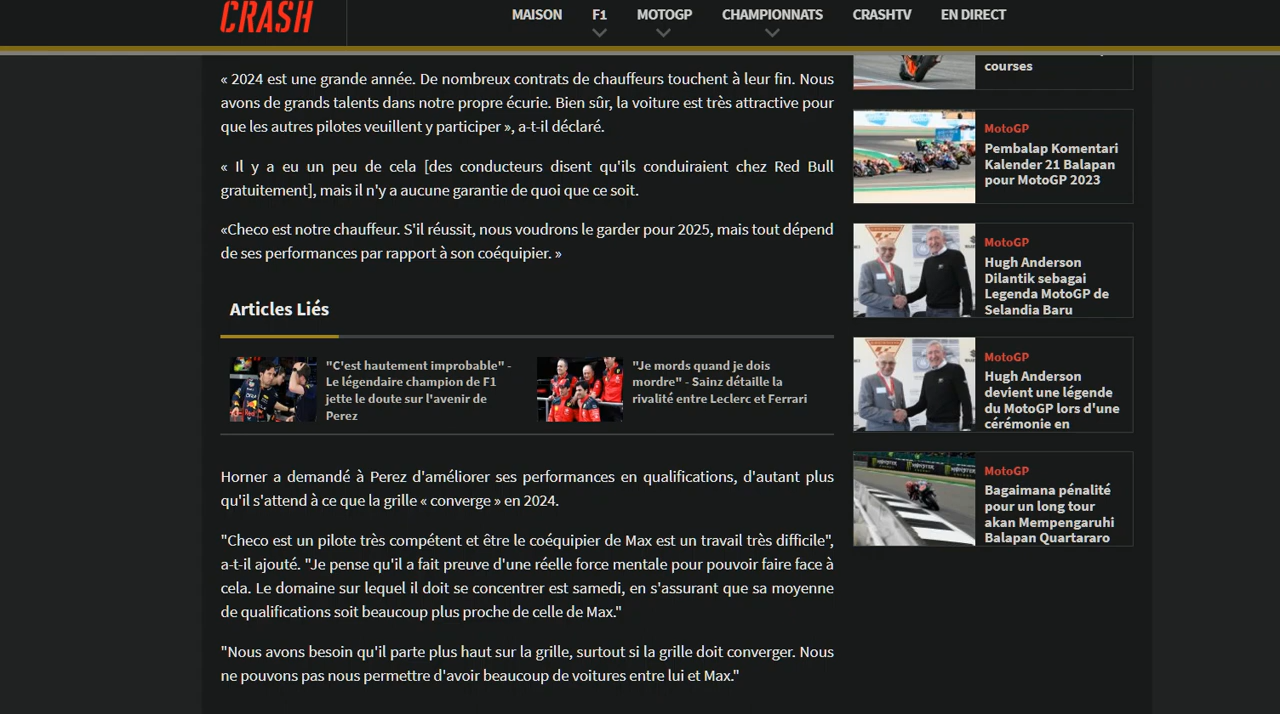 CRASH
MAISON
F1
MOTOGP
CHAMPIONNATS
CRASHTV
EN DIRECT
« 2024 est une grande année. De nombreux contrats de chauffeurs touchent à leur fin. Nous
avons de grands talents dans notre propre écurie. Bien sûr, la voiture est très attractive pour
que les autres pilotes veuillent y participer », a-t-il déclaré.
« Il y a eu un peu de cela [des conducteurs disent qu'ils conduiraient chez Red Bull
gratuitement], mais il n'y a aucune garantie de quoi que ce soit.
«Checo est notre chauffeur. S'il réussit, nous voudrons le garder pour 2025, mais tout dépend
de ses performances par rapport à son coéquipier. »
Articles Liés
"C'est hautement improbable" -
Le légendaire champion de F1
jette le doute sur l'avenir de
Perez
"Je mords quand je dois
mordre" - Sainz détaille la
rivalité entre Leclerc et Ferrari
Horner a demandé à Perez d'améliorer ses performances en qualifications, d'autant plus
qu'il s'attend à ce que la grille « converge » en 2024.
"Checo est un pilote très compétent et être le coéquipier de Max est un travail très difficile",
a-t-il ajouté. "Je pense qu'il a fait preuve d'une réelle force mentale pour pouvoir faire face à
cela. Le domaine sur lequel il doit se concentrer est samedi, en s'assurant que sa moyenne
de qualifications soit beaucoup plus proche de celle de Max."
"Nous avons besoin qu'il parte plus haut sur la grille, surtout si la grille doit converger. Nous
ne pouvons pas nous permettre d'avoir beaucoup de voitures entre lui et Max."
courses
MotoGP
Pembalap Komentari
Kalender 21 Balapan
pour MotoGP 2023
MotoGP
Hugh Anderson
Dilantik sebagai
Legenda MotoGP de
Selandia Baru
MotoGP
Hugh Anderson
devient une légende
du MotoGP lors d'une
cérémonie en
MotoGP
Bagaimana pénalité
pour un long tour
akan Mempengaruhi
Balapan Quartararo